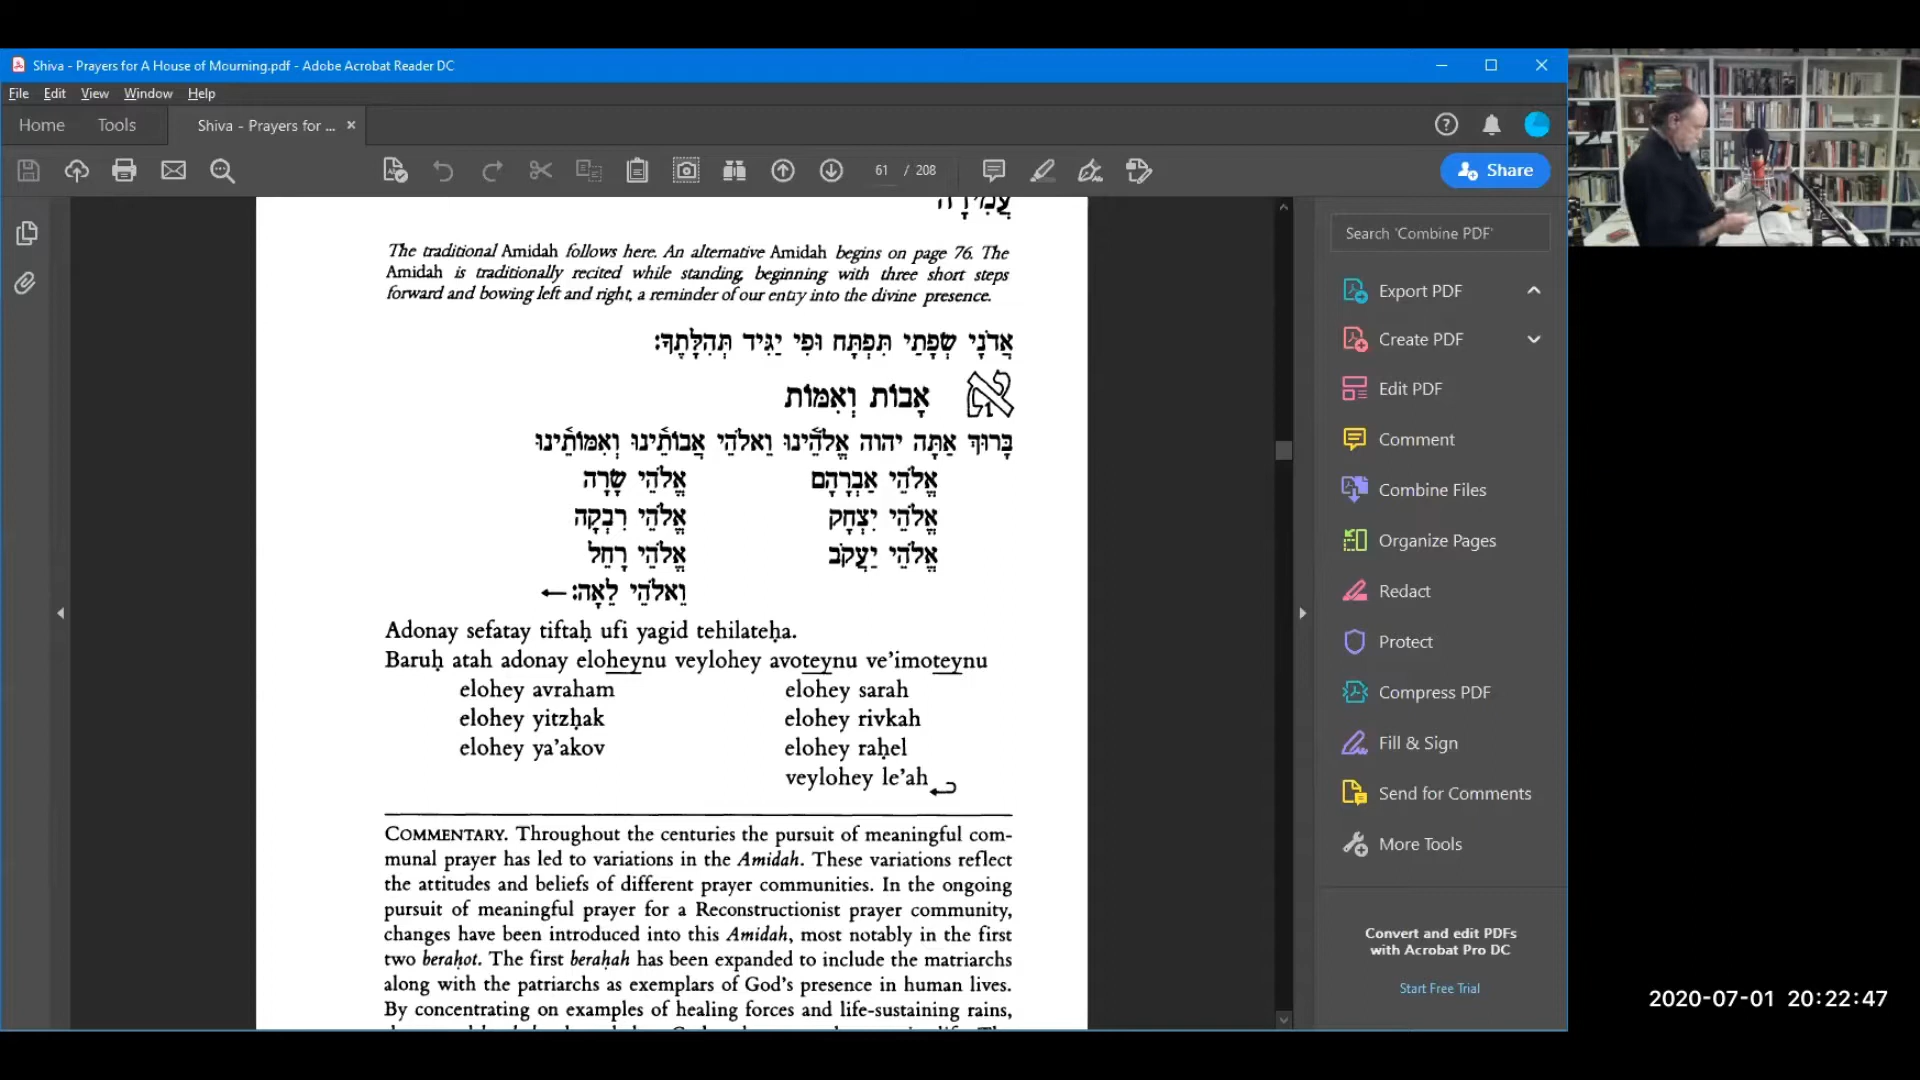 Shiva - Prayers for A House of Mourning.pdf - Adobe Acrobat Reader DC
File Edit View Window Help
Home Tools Shiva - Prayers for ... ×
61 / 208
Share
עֲמִידָה
The traditional Amidah follows here. An alternative Amidah begins on page 76. The
Amidah is traditionally recited while standing, beginning with three short steps
forward and bowing left and right, a reminder of our entry into the divine presence.
אֲדֹנָי שְׂפָתַי תִּפְתָּח וּפִי יַגִּיד תְּהִלָּתֶךָ׃
א אָבוֹת וְאִמּוֹת
בָּרוּךְ אַתָּה יהוה אֱלֹהֵינוּ וֵאלֹהֵי אֲבוֹתֵינוּ וְאִמּוֹתֵינוּ
אֱלֹהֵי אַבְרָהָם אֱלֹהֵי שָׂרָה
אֱלֹהֵי יִצְחָק אֱלֹהֵי רִבְקָה
אֱלֹהֵי יַעֲקֹב אֱלֹהֵי רָחֵל
וֵאלֹהֵי לֵאָה׃ ←
Adonay sefatay tiftaḥ ufi yagid tehilateḥa.
Baruḥ atah adonay eloheynu veylohey avoteynu ve’imoteynu
elohey avraham elohey sarah
elohey yitzḥak elohey rivkah
elohey ya’akov elohey raḥel
veylohey le’ah
COMMENTARY. Throughout the centuries the pursuit of meaningful com-
munal prayer has led to variations in the Amidah. These variations reflect
the attitudes and beliefs of different prayer communities. In the ongoing
pursuit of meaningful prayer for a Reconstructionist prayer community,
changes have been introduced into this Amidah, most notably in the first
two beraḥot. The first beraḥah has been expanded to include the matriarchs
along with the patriarchs as exemplars of God’s presence in human lives.
By concentrating on examples of healing forces and life-sustaining rains,
Search 'Combine PDF'
Export PDF
Create PDF
Edit PDF
Comment
Combine Files
Organize Pages
Redact
Protect
Compress PDF
Fill & Sign
Send for Comments
More Tools
Convert and edit PDFs
with Acrobat Pro DC
Start Free Trial
2020-07-01 20:22:47